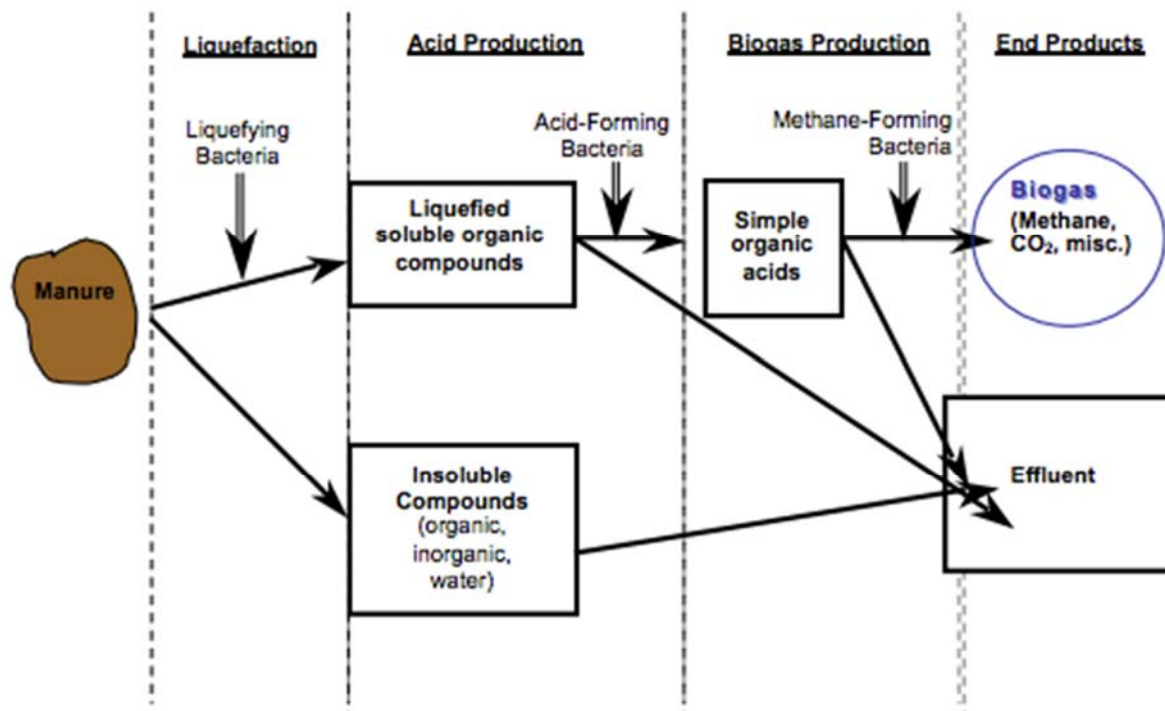 Liquefaction
Acid Production
Biogas Production
End Products
Liquefying
Bacteria
Acid-Forming
Bacteria
Methane-Forming
Bacteria
Manure
Liquefied
soluble organic
compounds
Simple
organic
acids
Biogas
(Methane,
CO₂, misc.)
Insoluble
Compounds
(organic,
inorganic,
water)
Effluent